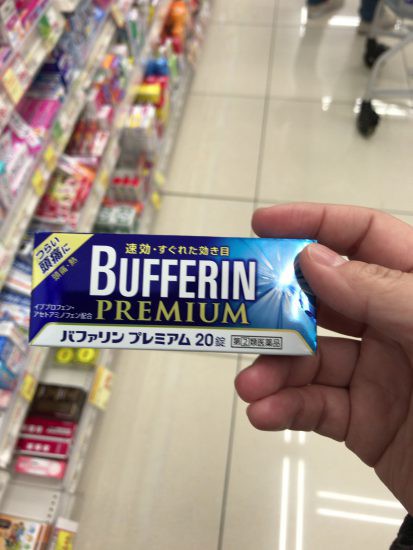 つらい
頭痛に
頭痛・熱
速効・すぐれた効き目
BUFFERIN
PREMIUM
イブプロフェン・
アセトアミノフェン配合
バファリン プレミアム 20錠 第②類医薬品